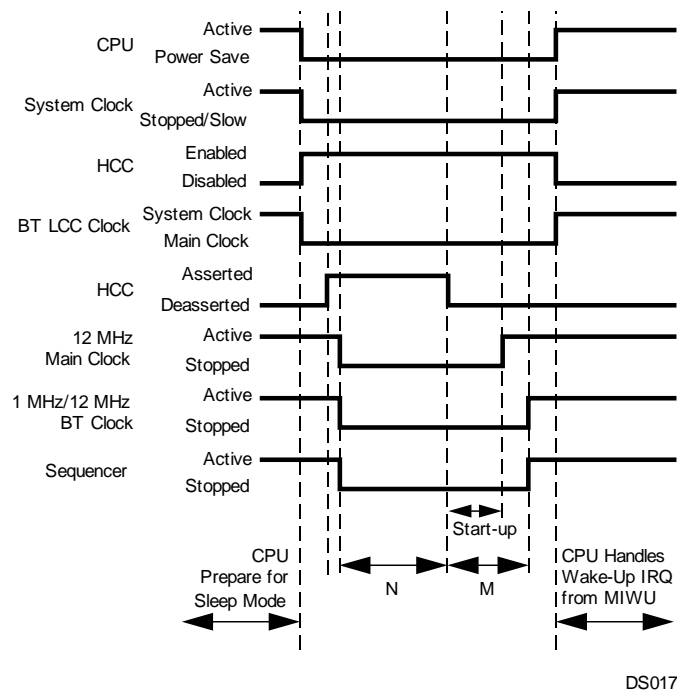 CPU
Active
Power Save
System Clock
Active
Stopped/Slow
HCC
Enabled
Disabled
BT LCC Clock
System Clock
Main Clock
HCC
Asserted
Deasserted
12 MHz
Main Clock
Active
Stopped
1 MHz/12 MHz
BT Clock
Active
Stopped
Sequencer
Active
Stopped
Start-up
CPU
Prepare for
Sleep Mode
N
M
CPU Handles
Wake-Up IRQ
from MIWU
DS017